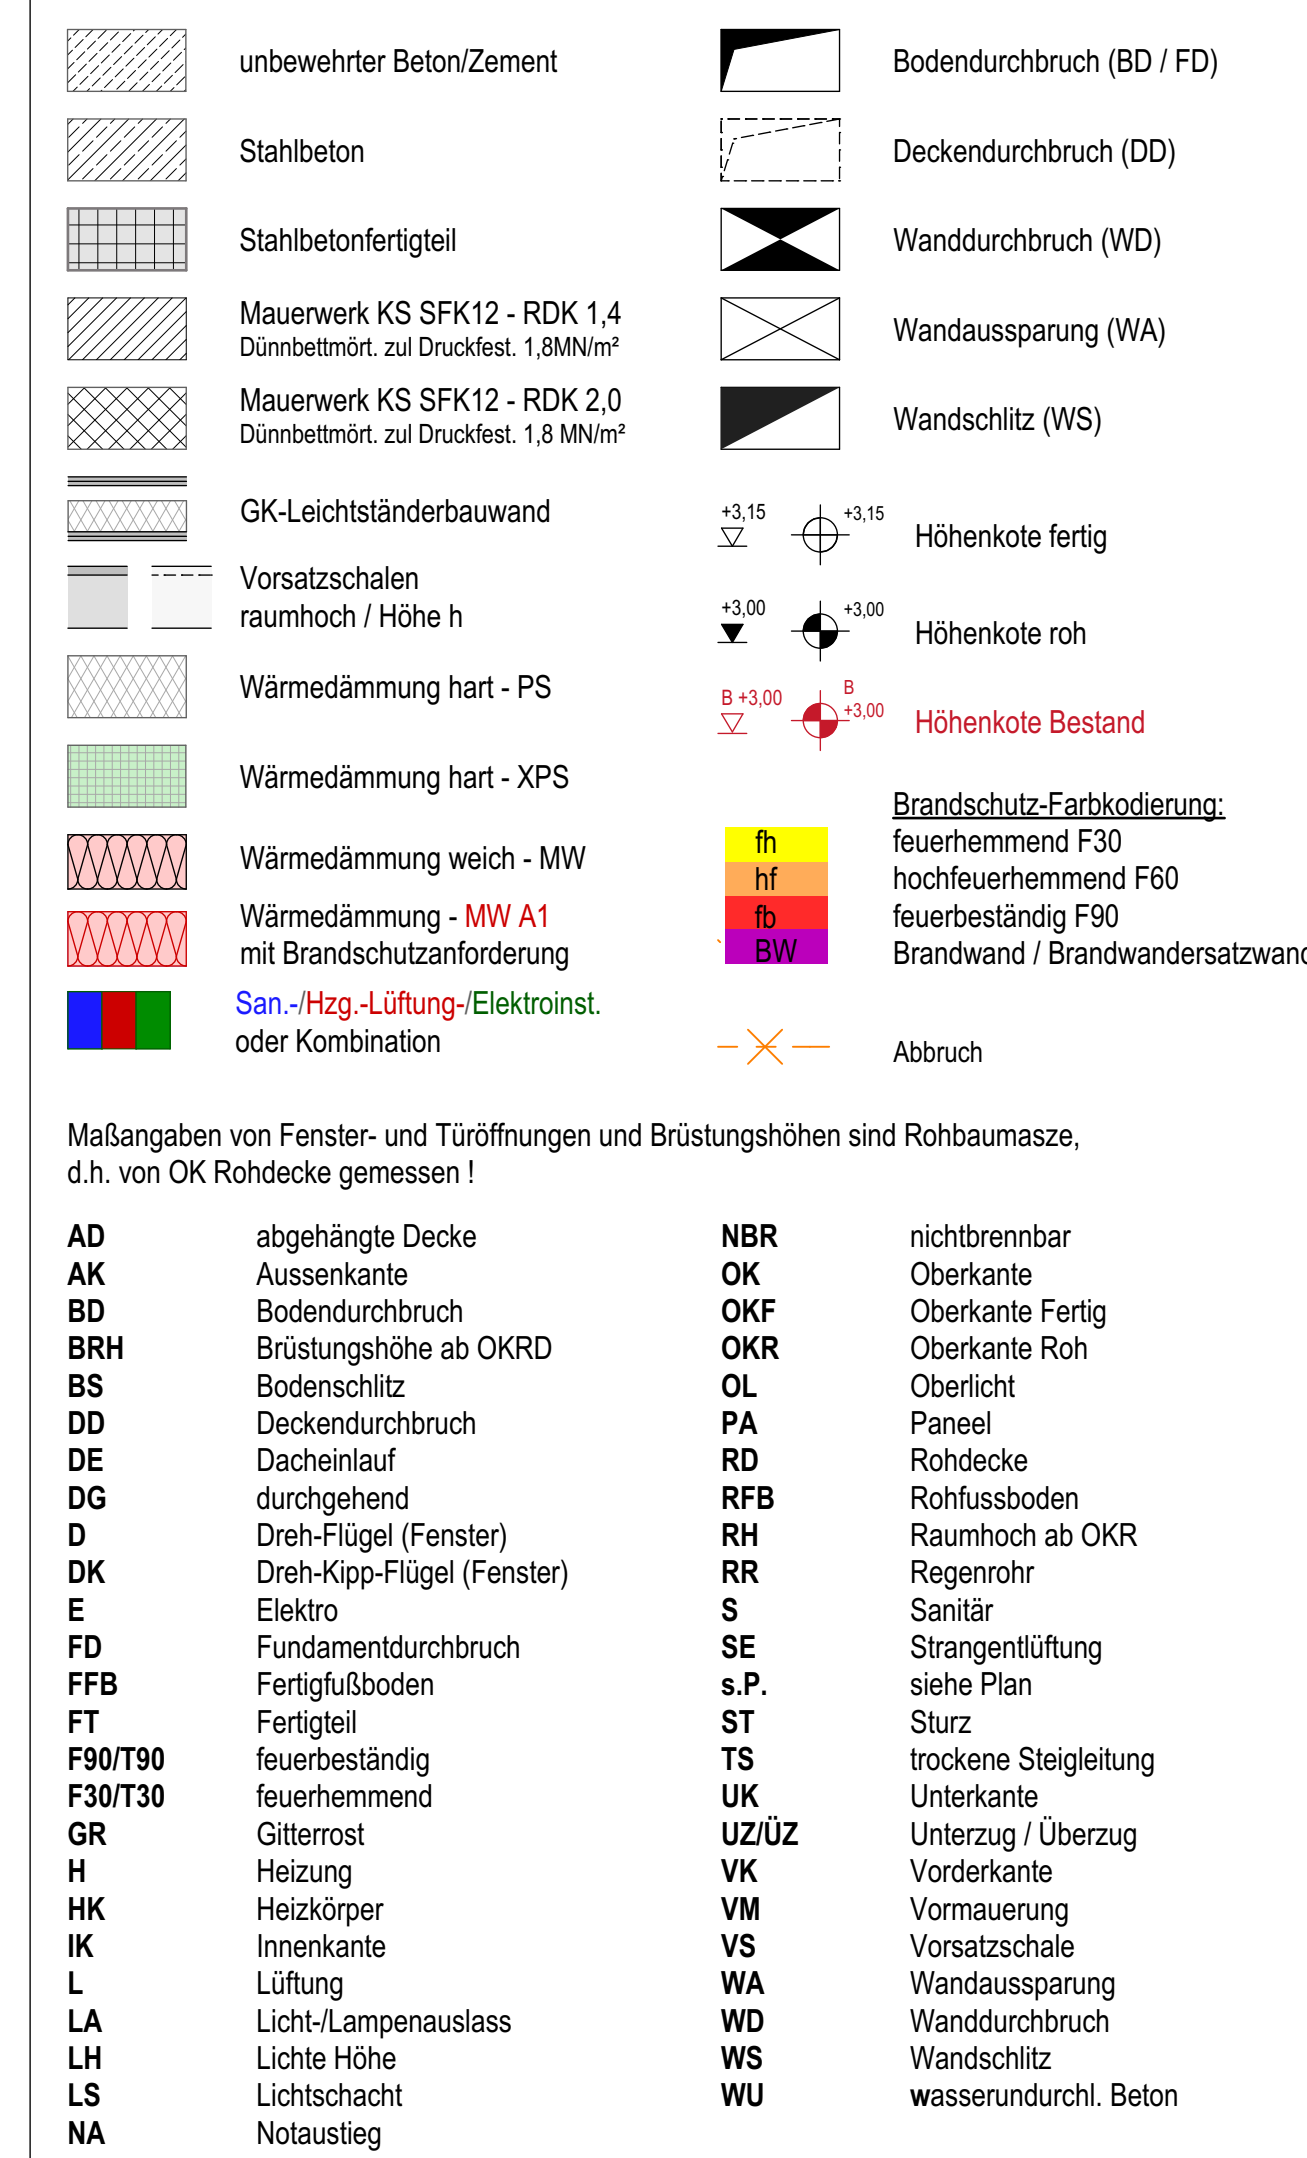 unbewehrter Beton/Zement
Stahlbeton
Stahlbetonfertigteil
Mauerwerk KS SFK12 - RDK 1,4
Dünnbettmört. zul Druckfest. 1,8MN/m²
Mauerwerk KS SFK12 - RDK 2,0
Dünnbettmört. zul Druckfest. 1,8 MN/m²
GK-Leichtständerbauwand
Vorsatzschalen
raumhoch / Höhe h
Wärmedämmung hart - PS
Wärmedämmung hart - XPS
Wärmedämmung weich - MW
Wärmedämmung - MW A1
mit Brandschutzanforderung
San.-/Hzg.-Lüftung-/Elektroinst.
oder Kombination
Bodendurchbruch (BD / FD)
Deckendurchbruch (DD)
Wanddurchbruch (WD)
Wandaussparung (WA)
Wandschlitz (WS)
+3,15 +3,15 Höhenkote fertig
+3,00 +3,00 Höhenkote roh
B +3,00 B +3,00 Höhenkote Bestand
Brandschutz-Farbkodierung:
fh feuerhemmend F30
hf hochfeuerhemmend F60
fb feuerbeständig F90
BW Brandwand / Brandwandersatzwand
Abbruch
Maßangaben von Fenster- und Türöffnungen und Brüstungshöhen sind Rohbaumasze,
d.h. von OK Rohdecke gemessen !
AD abgehängte Decke
AK Aussenkante
BD Bodendurchbruch
BRH Brüstungshöhe ab OKRD
BS Bodenschlitz
DD Deckendurchbruch
DE Dacheinlauf
DG durchgehend
D Dreh-Flügel (Fenster)
DK Dreh-Kipp-Flügel (Fenster)
E Elektro
FD Fundamentdurchbruch
FFB Fertigfußboden
FT Fertigteil
F90/T90 feuerbeständig
F30/T30 feuerhemmend
GR Gitterrost
H Heizung
HK Heizkörper
IK Innenkante
L Lüftung
LA Licht-/Lampenauslass
LH Lichte Höhe
LS Lichtschacht
NA Notaustieg
NBR nichtbrennbar
OK Oberkante
OKF Oberkante Fertig
OKR Oberkante Roh
OL Oberlicht
PA Paneel
RD Rohdecke
RFB Rohfussboden
RH Raumhoch ab OKR
RR Regenrohr
S Sanitär
SE Strangentlüftung
s.P. siehe Plan
ST Sturz
TS trockene Steigleitung
UK Unterkante
UZ/ÜZ Unterzug / Überzug
VK Vorderkante
VM Vormauerung
VS Vorsatzschale
WA Wandaussparung
WD Wanddurchbruch
WS Wandschlitz
WU wasserundurchl. Beton